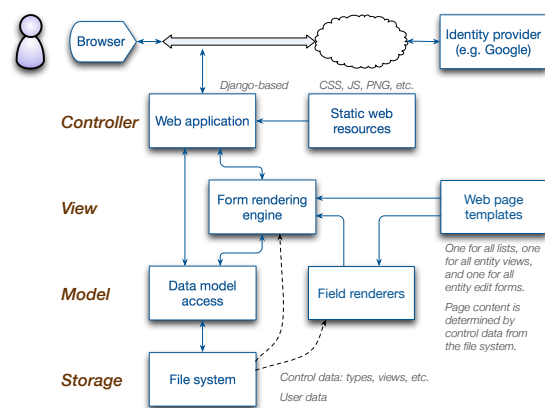 Browser
Identity provider
(e.g. Google)
Django-based
CSS, JS, PNG, etc.
Controller
Web application
Static web
resources
View
Form rendering
engine
Web page
templates
One for all lists, one
for all entity views,
and one for all
entity edit forms.
Page content is
determined by
control data from
the file system.
Model
Data model
access
Field renderers
Storage
File system
Control data: types, views, etc.
User data